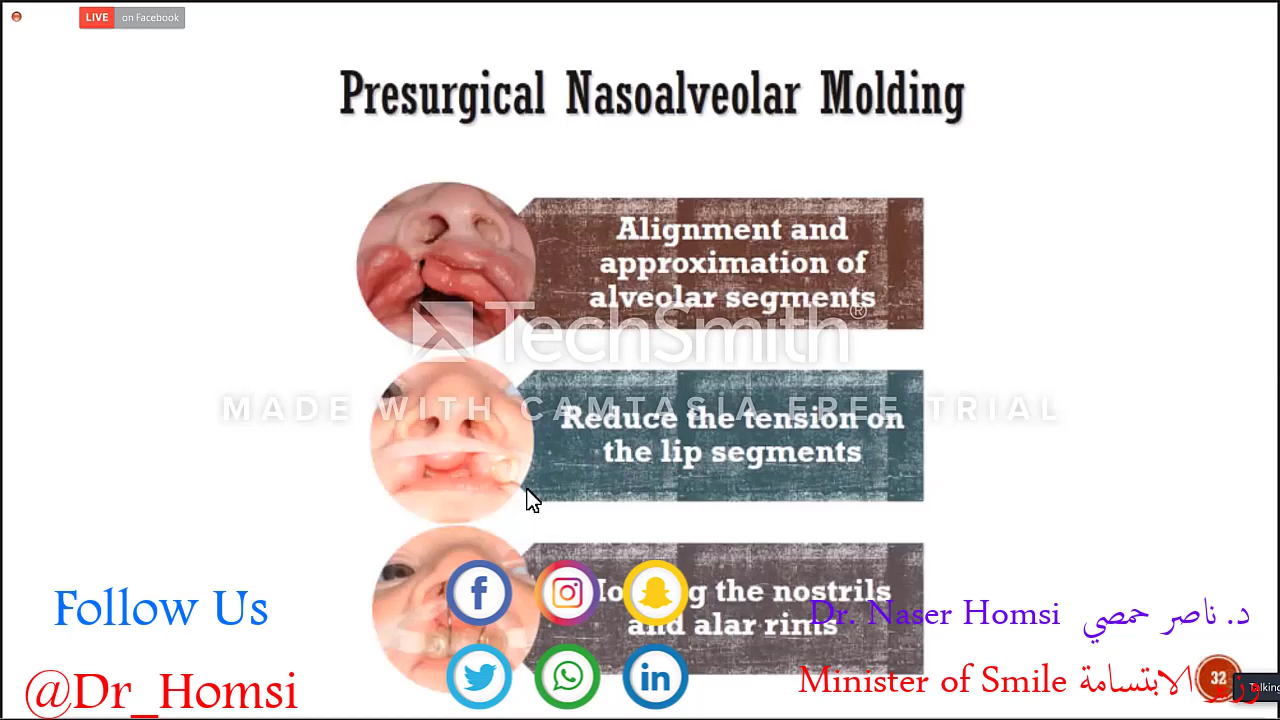 LIVE on Facebook
Presurgical Nasoalveolar Molding
Alignment and
approximation of
alveolar segments
TechSmith®
MADE WITH CAMTASIA FREE TRIAL
Reduce the tension on
the lip segments
the nostrils
and alar rims
Follow Us
@Dr_Homsi
Dr. Naser Homsi د. ناصر حمصي
Minister of Smile وزير الابتسامة
32
Talking